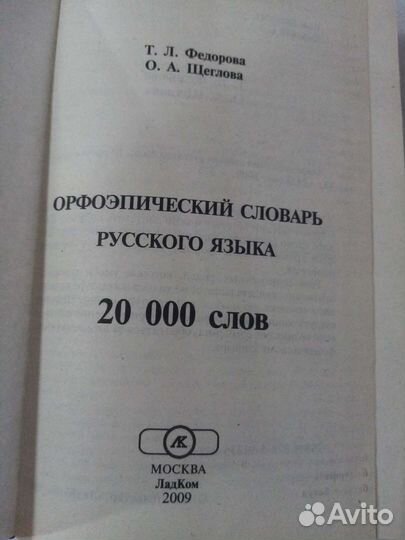 Т. Л. Федорова
О. А. Щеглова
ОРФОЭПИЧЕСКИЙ СЛОВАРЬ
РУССКОГО ЯЗЫКА
20 000 слов
ЛК
МОСКВА
ЛадКом
2009
Avito